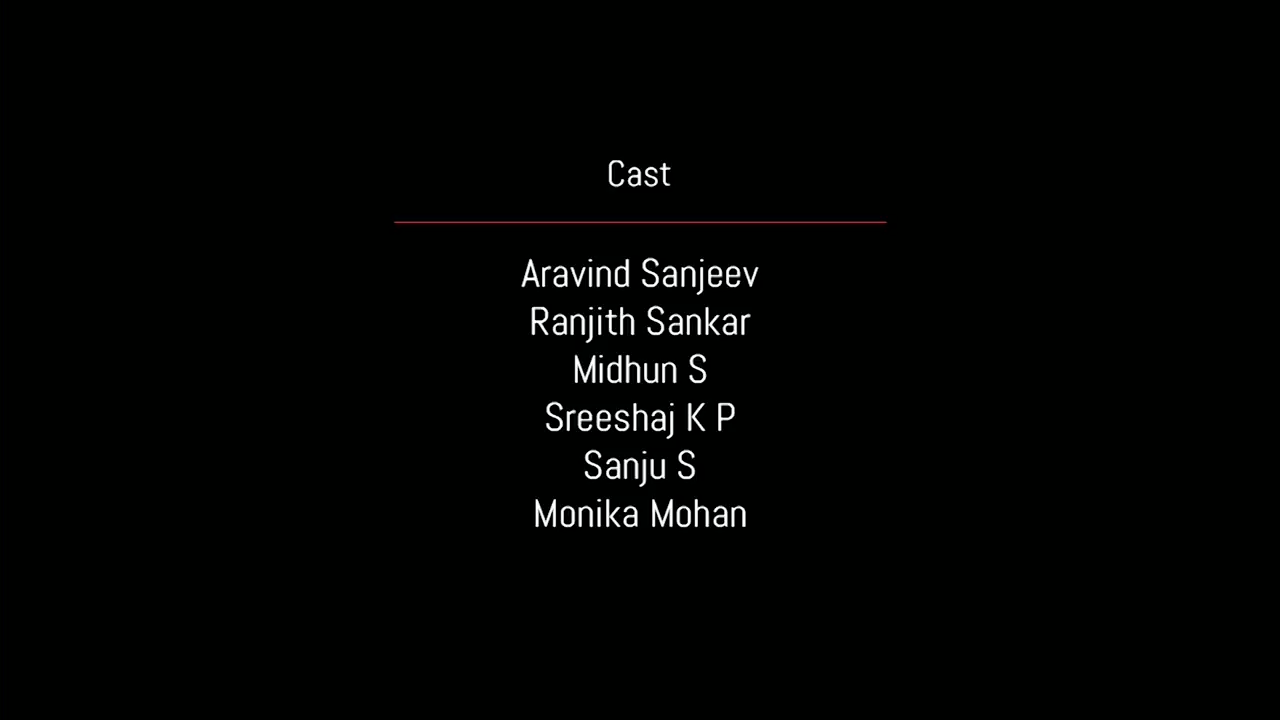 Cast
Aravind Sanjeev
Ranjith Sankar
Midhun S
Sreeshaj K P
Sanju S
Monika Mohan